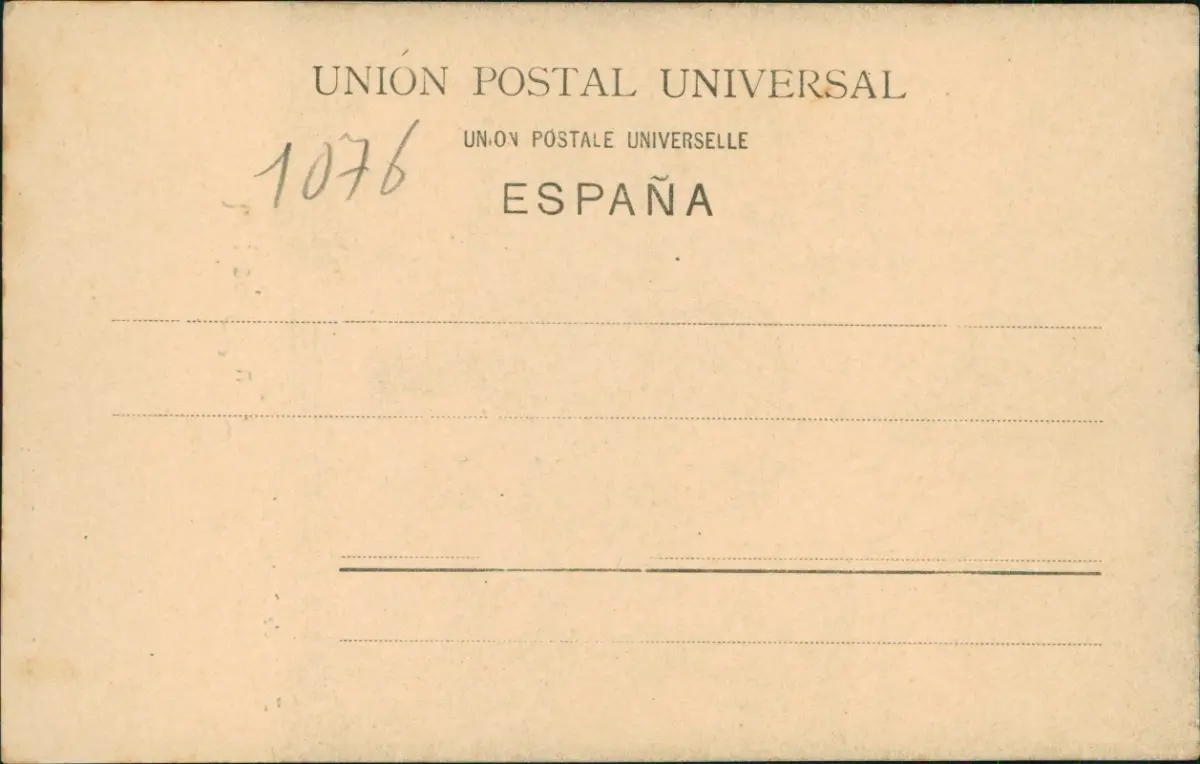 UNIÓN POSTAL UNIVERSAL
UNION POSTALE UNIVERSELLE
1076
ESPAÑA